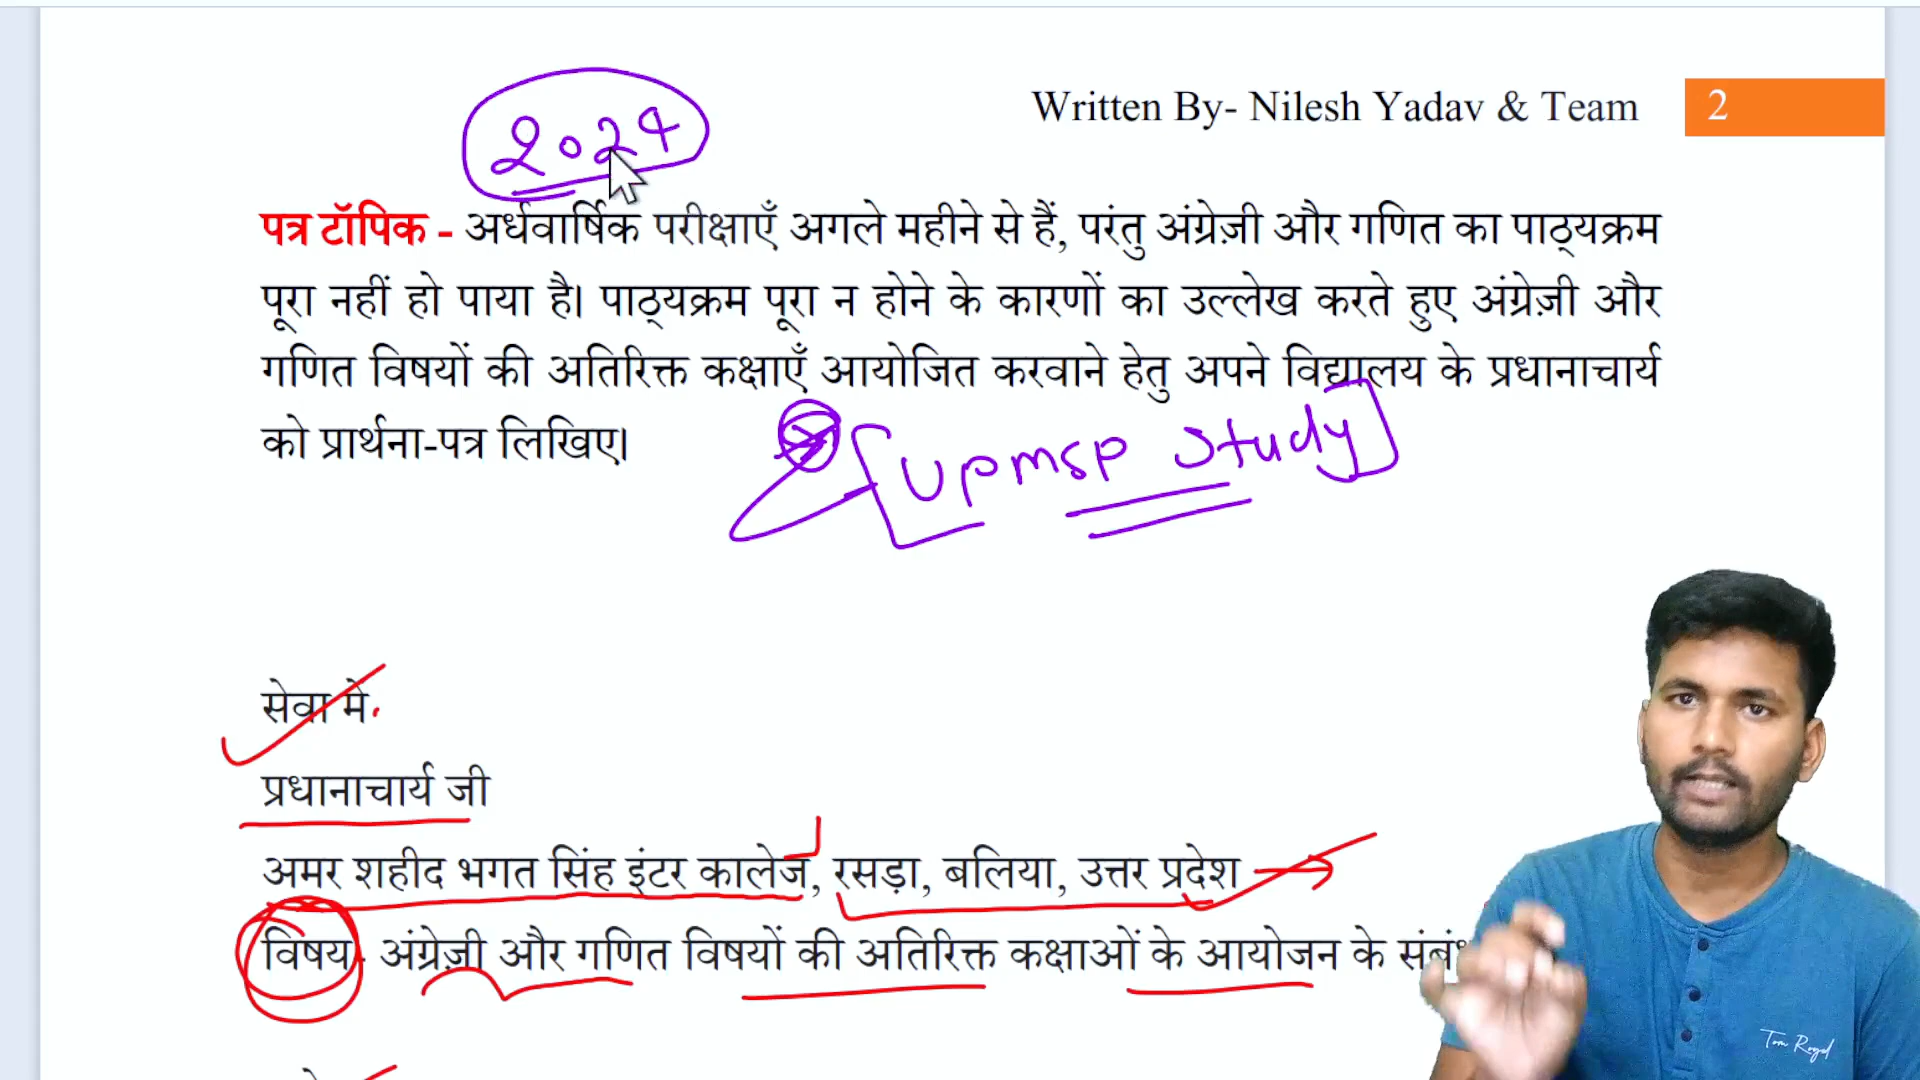 2024
Written By- Nilesh Yadav & Team 2
पत्र टॉपिक - अर्धवार्षिक परीक्षाएँ अगले महीने से हैं, परंतु अंग्रेज़ी और गणित का पाठ्यक्रम
पूरा नहीं हो पाया है। पाठ्यक्रम पूरा न होने के कारणों का उल्लेख करते हुए अंग्रेज़ी और
गणित विषयों की अतिरिक्त कक्षाएँ आयोजित करवाने हेतु अपने विद्यालय के प्रधानाचार्य
को प्रार्थना-पत्र लिखिए।
[UPMSP Study]
सेवा मे
प्रधानाचार्य जी
अमर शहीद भगत सिंह इंटर कालेज, रसड़ा, बलिया, उत्तर प्रदेश
विषय- अंग्रेज़ी और गणित विषयों की अतिरिक्त कक्षाओं के आयोजन के
Tom Royal